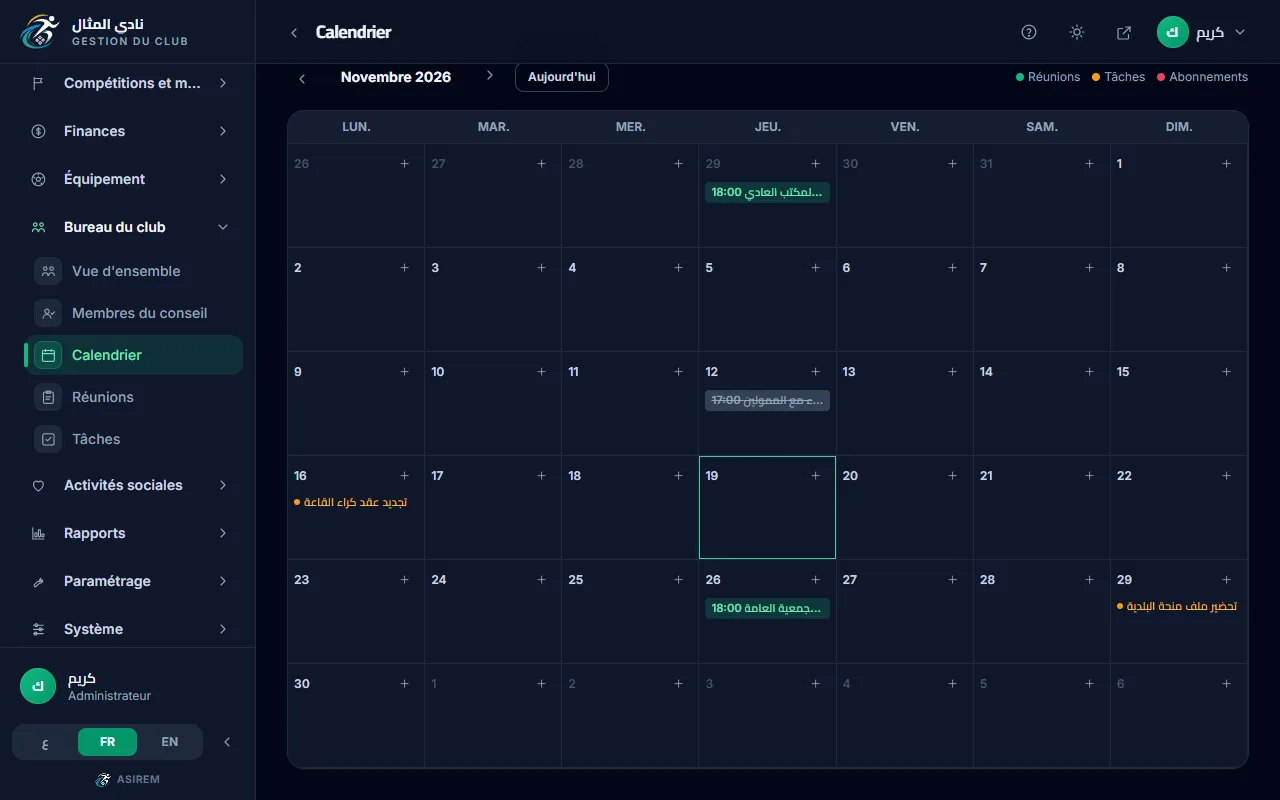 نادي المثال
GESTION DU CLUB
Compétitions et m...
Finances
Équipement
Bureau du club
Vue d'ensemble
Membres du conseil
Calendrier
Réunions
Tâches
Activités sociales
Rapports
Paramétrage
Système
ك
كريم
Administrateur
ع FR EN
ASIREM
Calendrier
ك كريم
Novembre 2026 Aujourd'hui
Réunions Tâches Abonnements
LUN. MAR. MER. JEU. VEN. SAM. DIM.
26 + 27 + 28 + 29 + 30 + 31 + 1 +
18:00 لمكتب العادي...
2 + 3 + 4 + 5 + 6 + 7 + 8 +
9 + 10 + 11 + 12 + 13 + 14 + 15 +
17:00 ء مع الممولين...
16 + 17 + 18 + 19 + 20 + 21 + 22 +
تجديد عقد كراء القاعة
23 + 24 + 25 + 26 + 27 + 28 + 29 +
18:00 جمعية العامة...
تحضير ملف منحة البلدية
30 + 1 + 2 + 3 + 4 + 5 + 6 +